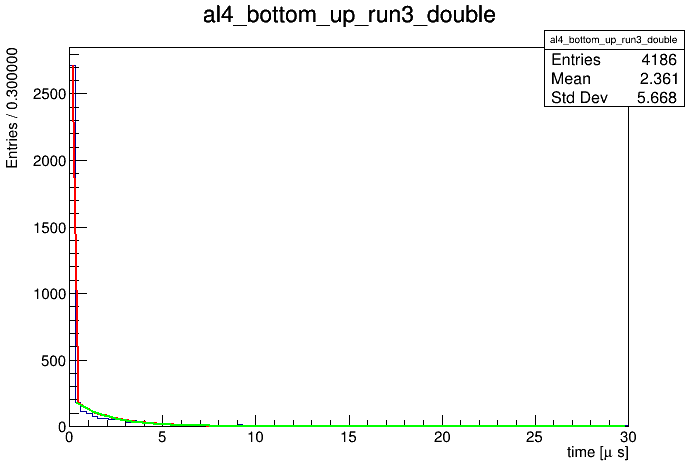 al4_bottom_up_run3_double
al4_bottom_up_run3_double
Entries 4186
Mean 2.361
Std Dev 5.668
Entries / 0.300000
2500
2000
1500
1000
500
0
0 5 10 15 20 25 30
time [μ s]